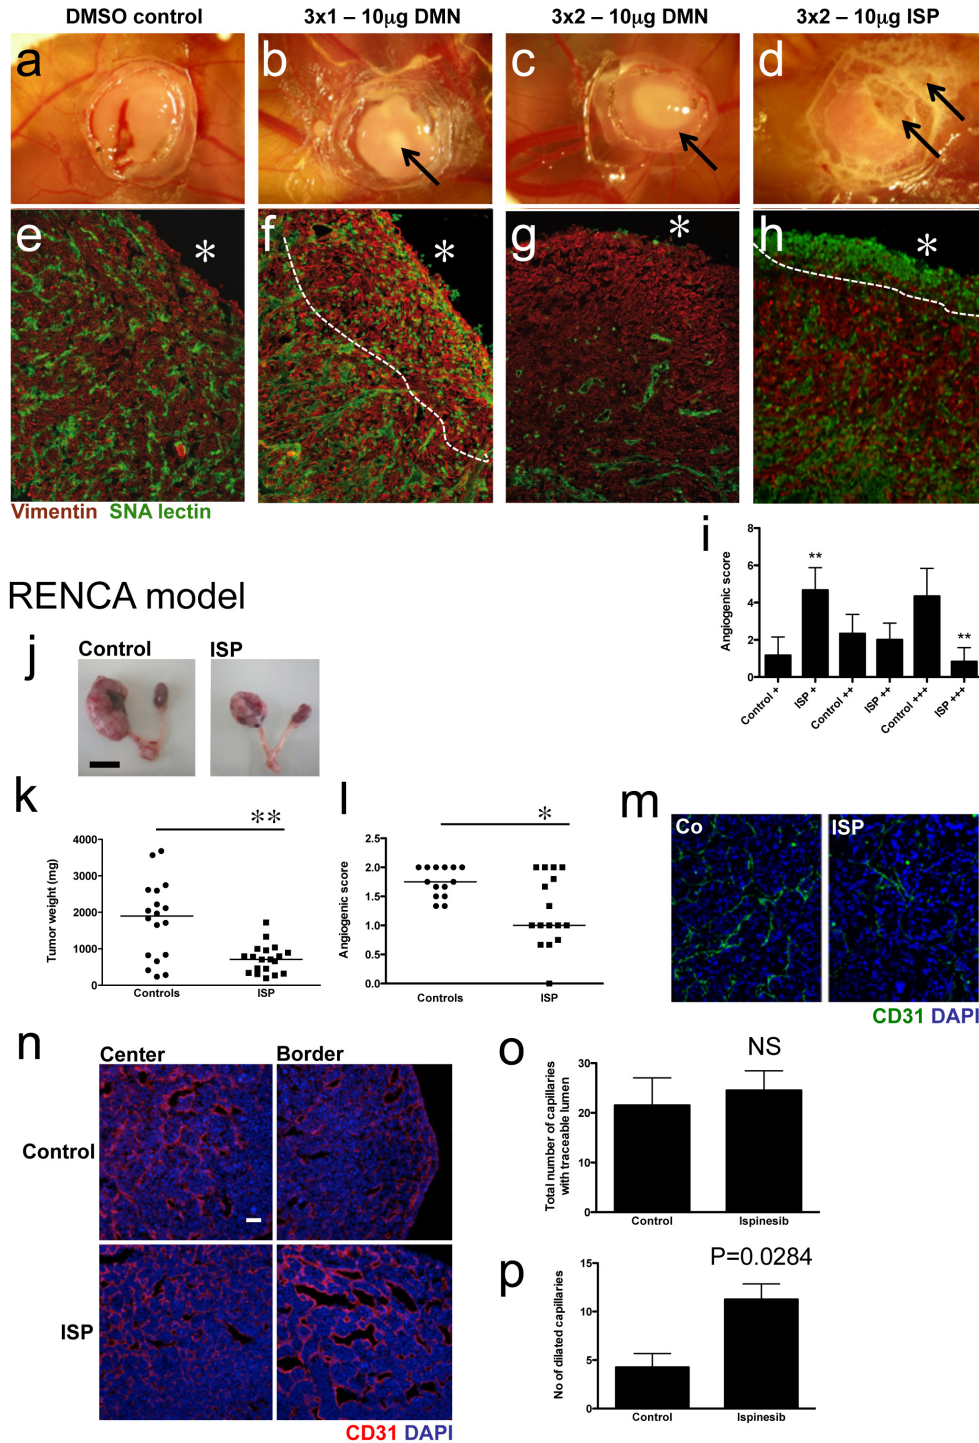 DMSO control
3x1 – 10µg DMN
3x2 – 10µg DMN
3x2 – 10µg ISP
a
b
c
d
e
*
f
*
g
*
h
*
Vimentin SNA lectin
i
Angiogenic score
8
6
4
2
0
**
**
Control +
ISP +
Control ++
ISP ++
Control +++
ISP +++
RENCA model
j
Control
ISP
k
**
Tumor weight (mg)
4000
3000
2000
1000
0
Controls
ISP
l
*
Angiogenic score
2.5
2.0
1.5
1.0
0.5
0.0
Controls
ISP
m
Co
ISP
CD31 DAPI
n
Center
Border
Control
ISP
CD31 DAPI
o
NS
Total number of capillaries
with traceable lumen
30
20
10
0
Control
Ispinesib
p
P=0.0284
No of dilated capillaries
15
10
5
0
Control
Ispinesib